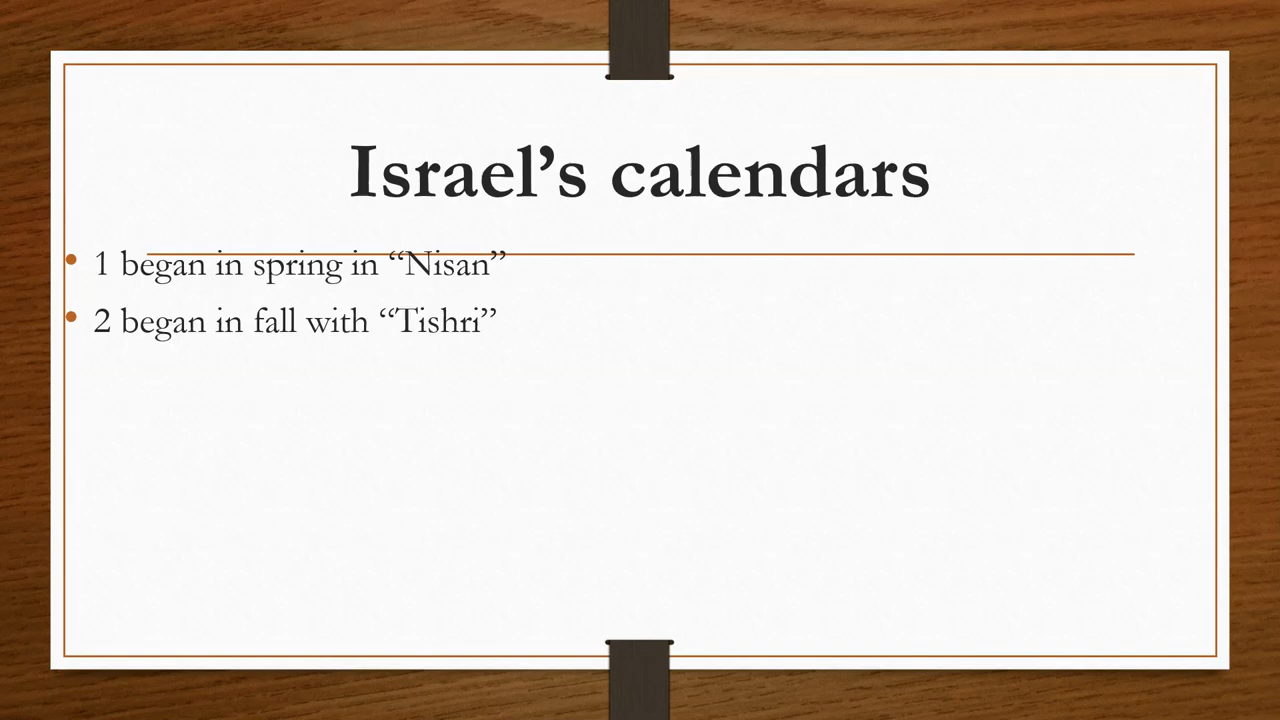 Israel’s calendars
• 1 began in spring in “Nisan”
• 2 began in fall with “Tishri”